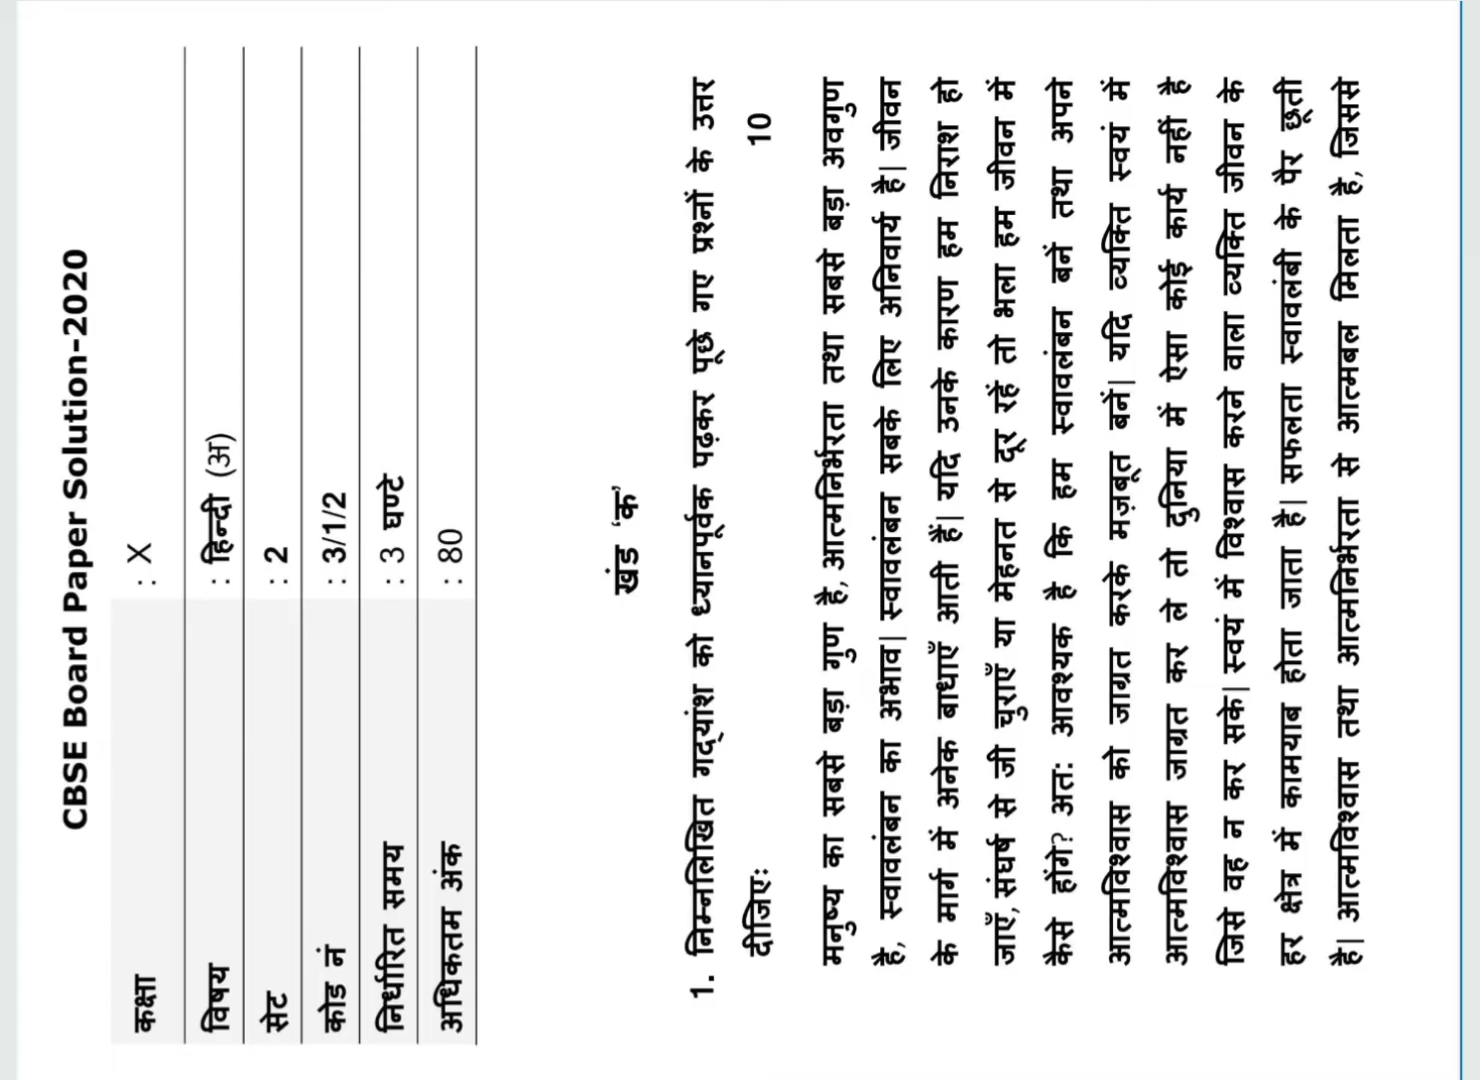 CBSE Board Paper Solution-2020
कक्षा : X
विषय : हिन्दी (अ)
सेट : 2
कोड नं : 3/1/2
निर्धारित समय : 3 घण्टे
अधिकतम अंक : 80
खंड 'क'
1. निम्नलिखित गद्यांश को ध्यानपूर्वक पढ़कर पूछे गए प्रश्नों के उत्तर
दीजिए: 10
मनुष्य का सबसे बड़ा गुण है, आत्मनिर्भरता तथा सबसे बड़ा अवगुण
है, स्वावलंबन का अभाव| स्वावलंबन सबके लिए अनिवार्य है| जीवन
के मार्ग में अनेक बाधाएँ आती हैं| यदि उनके कारण हम निराश हो
जाएँ, संघर्ष से जी चुराएँ या मेहनत से दूर रहें तो भला हम जीवन में
कैसे होंगे? अत: आवश्यक है कि हम स्वावलंबन बनें तथा अपने
आत्मविश्वास को जाग्रत करके मज़बूत बनें| यदि व्यक्ति स्वयं में
आत्मविश्वास जाग्रत कर ले तो दुनिया में ऐसा कोई कार्य नहीं है
जिसे वह न कर सके| स्वयं में विश्वास करने वाला व्यक्ति जीवन के
हर क्षेत्र में कामयाब होता जाता है| सफलता स्वावलंबी के पैर छूती
है| आत्मविश्वास तथा आत्मनिर्भरता से आत्मबल मिलता है, जिससे